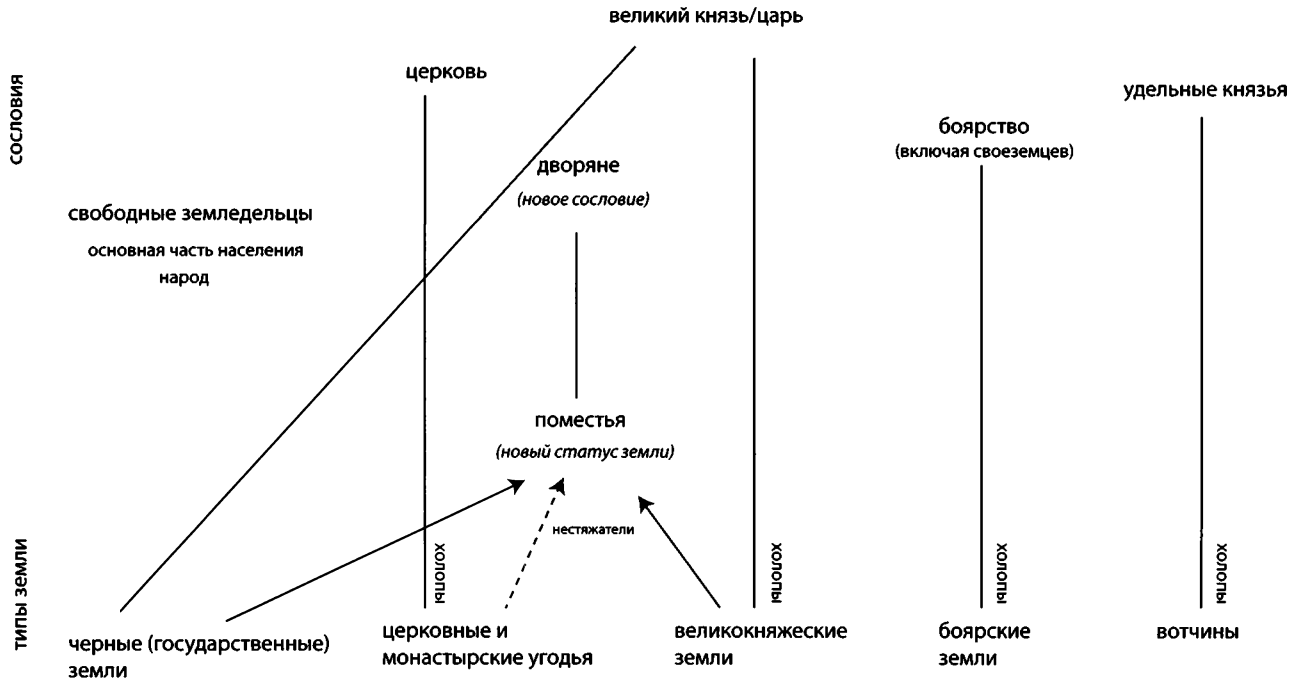 великий князь/царь
церковь
сословия
удельные князья
боярство
(включая своеземцев)
дворяне
(новое сословие)
свободные земледельцы
основная часть населения
народ
поместья
(новый статус земли)
нестяжатели
типы земли
холопы
холопы
холопы
холопы
черные (государственные)
земли
церковные и
монастырские угодья
великокняжеские
земли
боярские
земли
вотчины